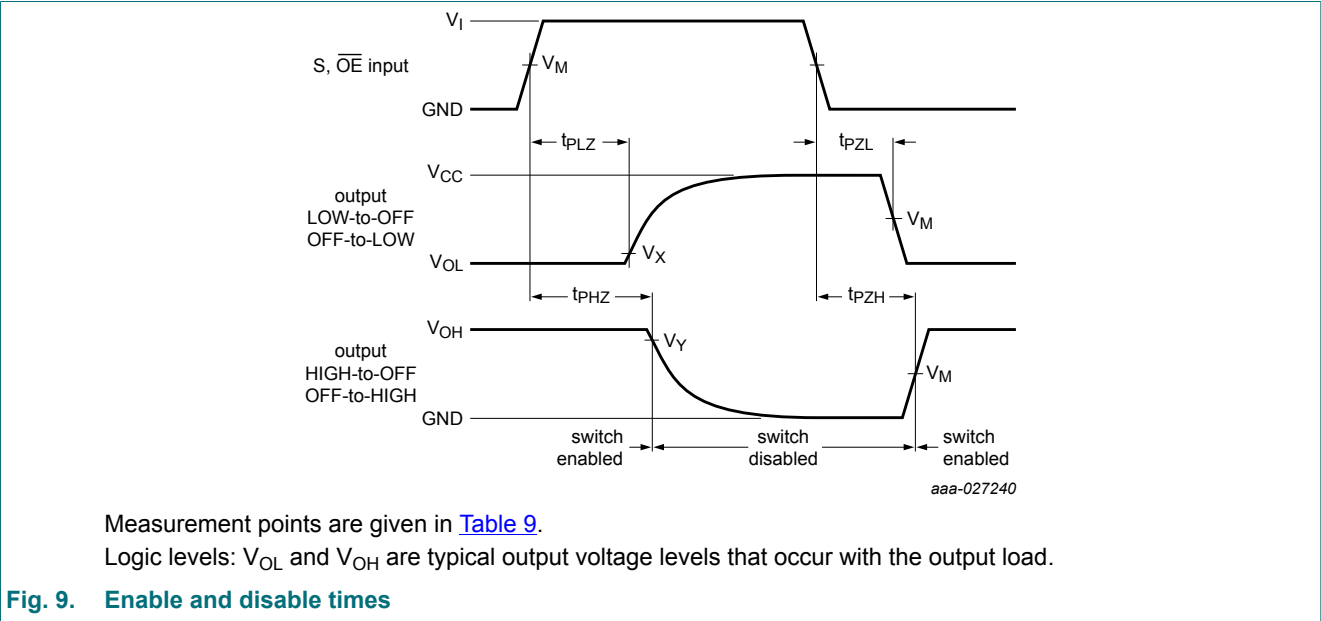 V_I
S, O̅E̅ input
V_M
GND
t_PLZ
t_PZL
V_CC
output
LOW-to-OFF
OFF-to-LOW
V_M
V_X
V_OL
t_PHZ
t_PZH
V_OH
V_Y
output
HIGH-to-OFF
OFF-to-HIGH
V_M
GND
switch
enabled
switch
disabled
switch
enabled
aaa-027240
Measurement points are given in Table 9.
Logic levels: V_OL and V_OH are typical output voltage levels that occur with the output load.
Fig. 9. Enable and disable times